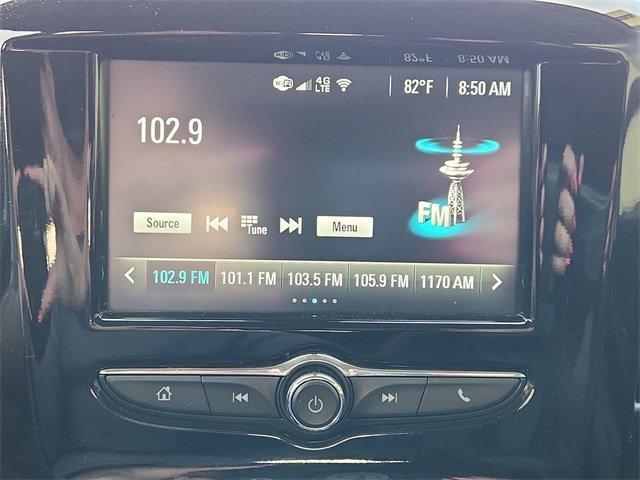 WiFi 4G LTE 82°F 8:50 AM
102.9
FM
Source Tune Menu
102.9 FM 101.1 FM 103.5 FM 105.9 FM 1170 AM